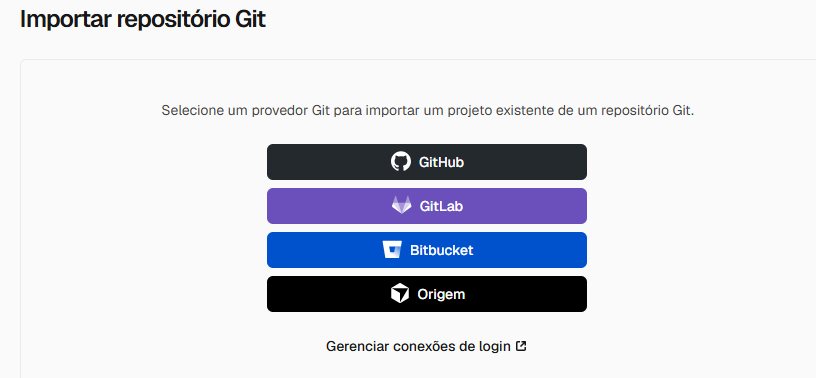 Importar repositório Git
Selecione um provedor Git para importar um projeto existente de um repositório Git.
GitHub
GitLab
Bitbucket
Origem
Gerenciar conexões de login